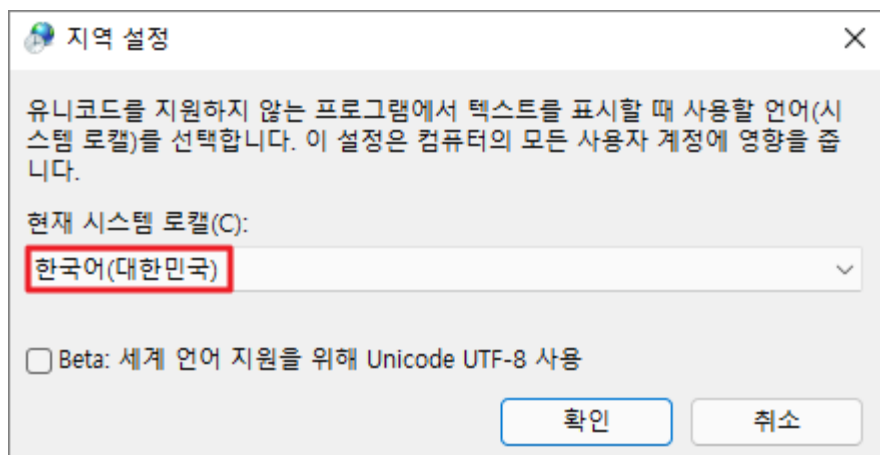 지역 설정
유니코드를 지원하지 않는 프로그램에서 텍스트를 표시할 때 사용할 언어(시
스템 로캘)를 선택합니다. 이 설정은 컴퓨터의 모든 사용자 계정에 영향을 줍
니다.
현재 시스템 로캘(C):
한국어(대한민국)
Beta: 세계 언어 지원을 위해 Unicode UTF-8 사용
확인 취소